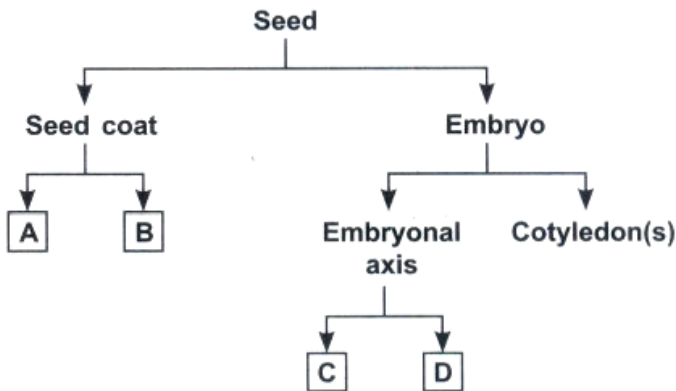 Seed
Seed coat
Embryo
A
B
Embryonal
axis
Cotyledon(s)
C
D